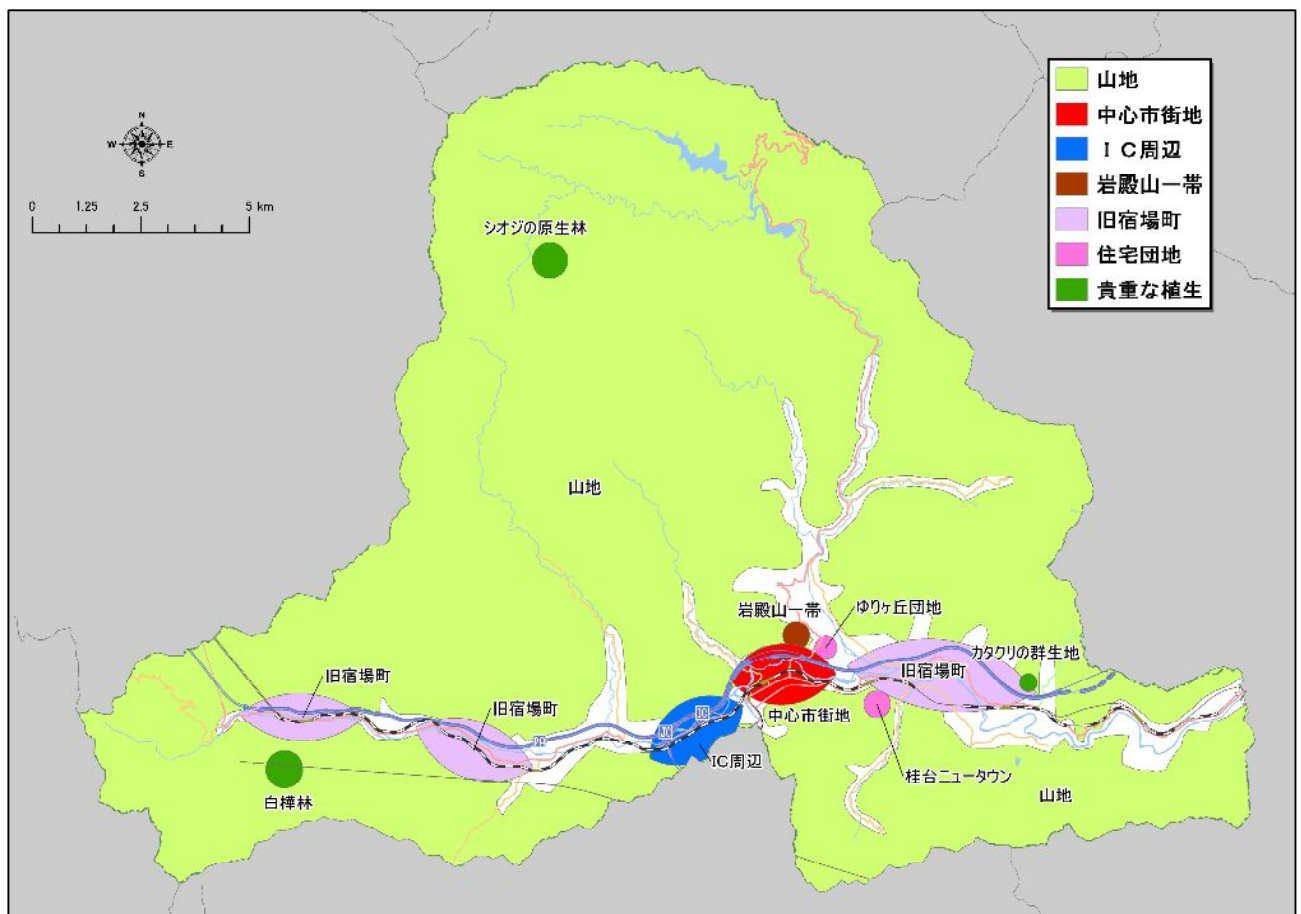 N
W
E
S
0 1.25 2.5 5 km
山地
中心市街地
IC周辺
岩殿山一帯
旧宿場町
住宅団地
貴重な植生
シオジの原生林
山地
岩殿山一帯
ゆりヶ丘団地
カタクリの群生地
旧宿場町
旧宿場町
旧宿場町
中心市街地
IC
JC
PA
IC周辺
桂台ニュータウン
白樺林
山地